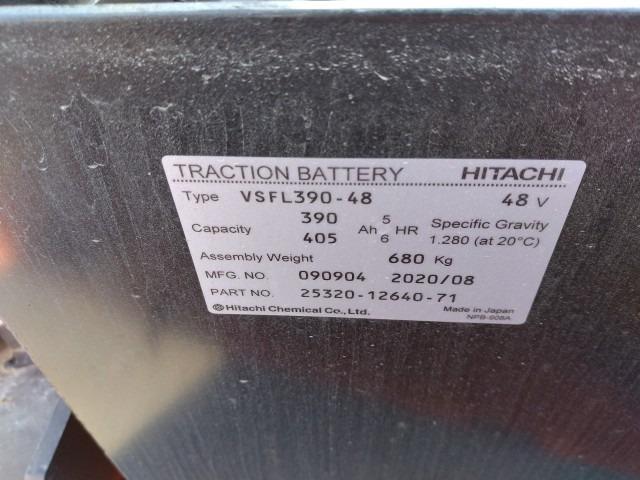 TRACTION BATTERY HITACHI
Type VSFL390-48 48 V
Capacity 390 Ah 5 HR Specific Gravity
405 6 1.280 (at 20°C)
Assembly Weight 680 Kg
MFG. NO. 090904 2020/08
PART NO. 25320-12640-71
Hitachi Chemical Co., Ltd. Made in Japan
NPB-908A